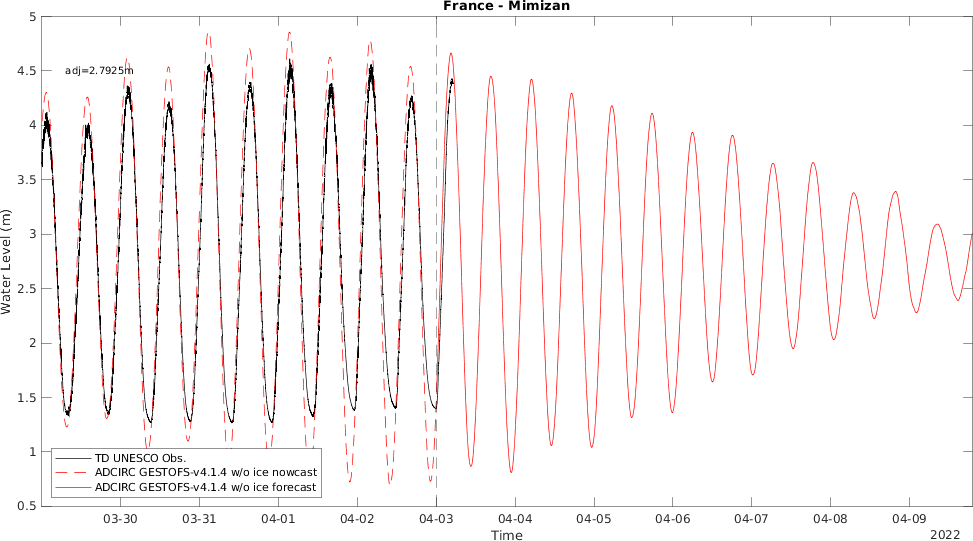 France - Mimizan
5
4.5
4
3.5
3
2.5
2
1.5
1
0.5
Water Level (m)
adj=2.7925m
TD UNESCO Obs.
ADCIRC GESTOFS-v4.1.4 w/o ice nowcast
ADCIRC GESTOFS-v4.1.4 w/o ice forecast
03-30 03-31 04-01 04-02 04-03 04-04 04-05 04-06 04-07 04-08 04-09
Time
2022